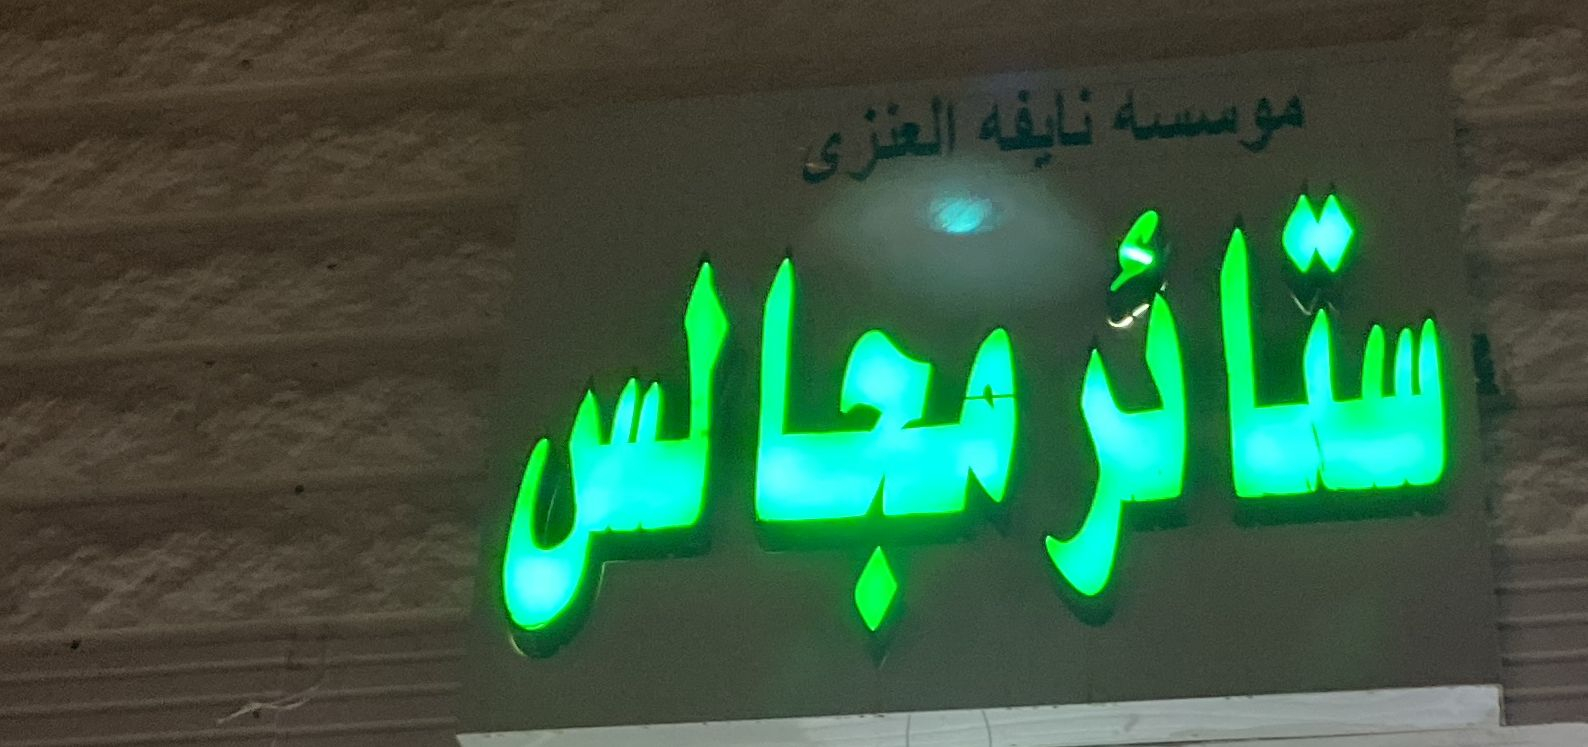 موسسه نايفه العنزى
ستائر مجالس